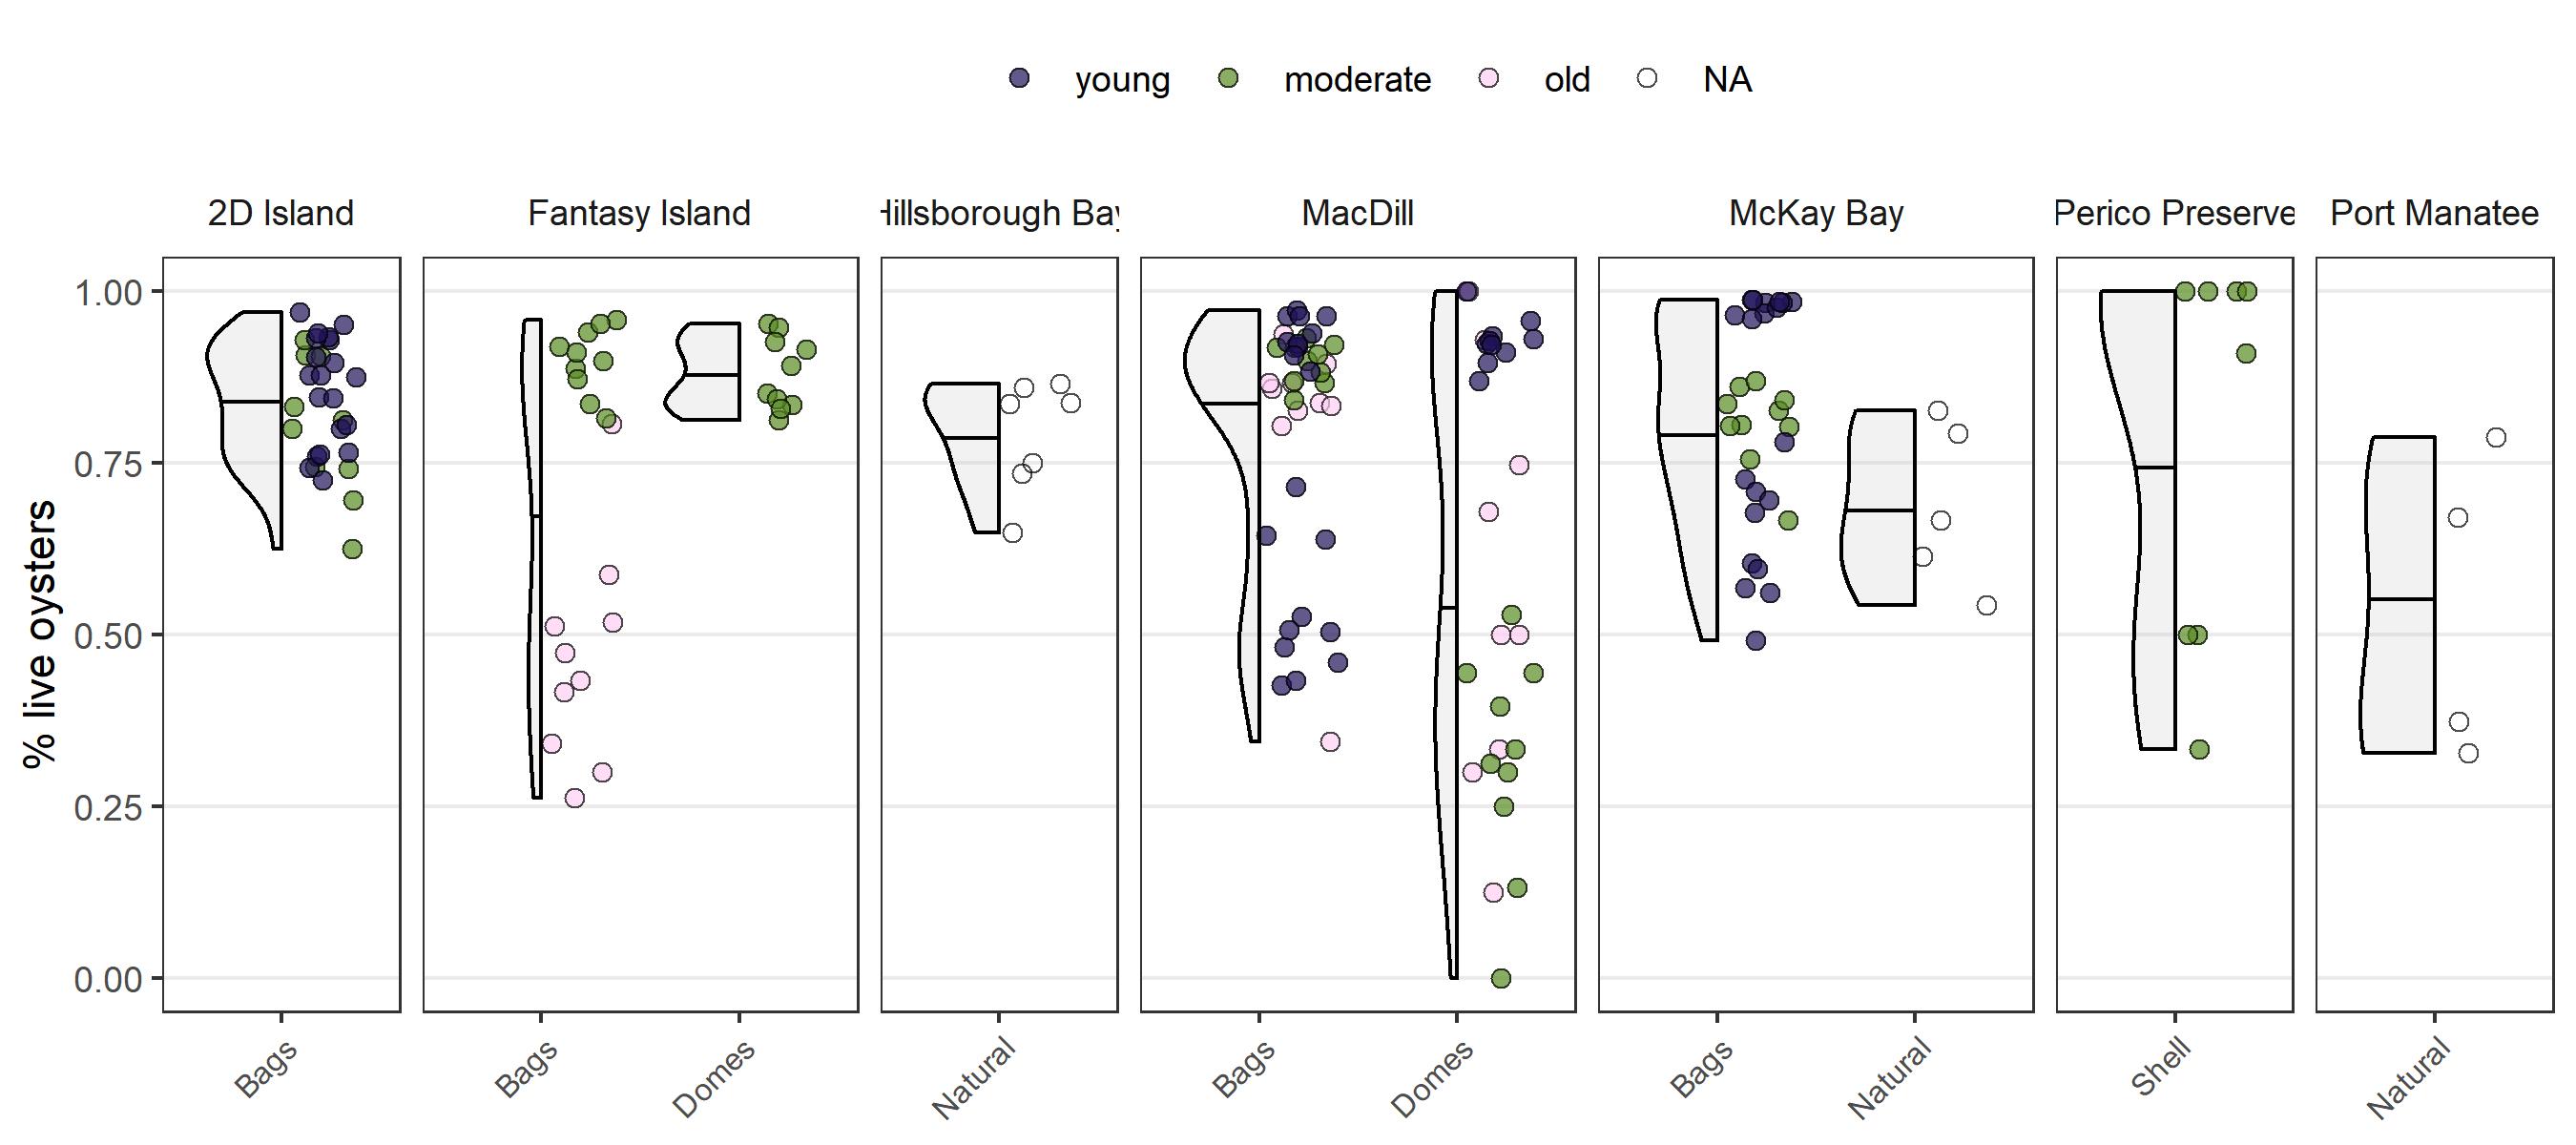 young moderate old NA
2D Island Fantasy Island Hillsborough Bay MacDill McKay Bay Perico Preserve Port Manatee
% live oysters
1.00
0.75
0.50
0.25
0.00
Bags Bags Domes Natural Bags Domes Bags Natural Shell Natural